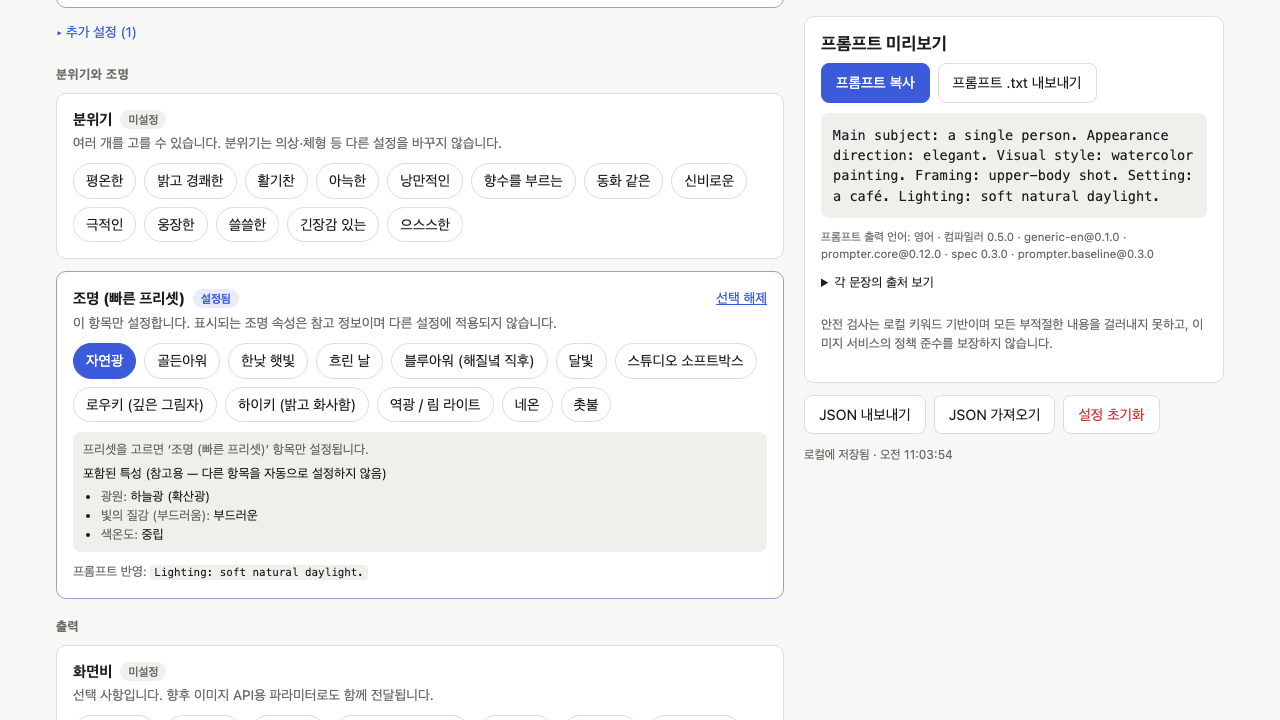 ▸ 추가 설정 (1)
분위기와 조명
분위기 미설정
여러 개를 고를 수 있습니다. 분위기는 의상·체형 등 다른 설정을 바꾸지 않습니다.
평온한 밝고 경쾌한 활기찬 아늑한 낭만적인 향수를 부르는 동화 같은 신비로운
극적인 웅장한 쓸쓸한 긴장감 있는 으스스한
조명 (빠른 프리셋) 설정됨 선택 해제
이 항목만 설정합니다. 표시되는 조명 속성은 참고 정보이며 다른 설정에 적용되지 않습니다.
자연광 골든아워 한낮 햇빛 흐린 날 블루아워 (해질녘 직후) 달빛 스튜디오 소프트박스
로우키 (깊은 그림자) 하이키 (밝고 화사함) 역광 / 림 라이트 네온 촛불
프리셋을 고르면 ‘조명 (빠른 프리셋)’ 항목만 설정됩니다.
포함된 특성 (참고용 — 다른 항목을 자동으로 설정하지 않음)
• 광원: 하늘광 (확산광)
• 빛의 질감 (부드러움): 부드러운
• 색온도: 중립
프롬프트 반영: Lighting: soft natural daylight.
출력
화면비 미설정
선택 사항입니다. 향후 이미지 API용 파라미터로도 함께 전달됩니다.
프롬프트 미리보기
프롬프트 복사 프롬프트 .txt 내보내기
Main subject: a single person. Appearance
direction: elegant. Visual style: watercolor
painting. Framing: upper-body shot. Setting:
a café. Lighting: soft natural daylight.
프롬프트 출력 언어: 영어 · 컴파일러 0.5.0 · generic-en@0.1.0 ·
prompter.core@0.12.0 · spec 0.3.0 · prompter.baseline@0.3.0
▶ 각 문장의 출처 보기
안전 검사는 로컬 키워드 기반이며 모든 부적절한 내용을 걸러내지 못하고, 이
미지 서비스의 정책 준수를 보장하지 않습니다.
JSON 내보내기 JSON 가져오기 설정 초기화
로컬에 저장됨 · 오전 11:03:54